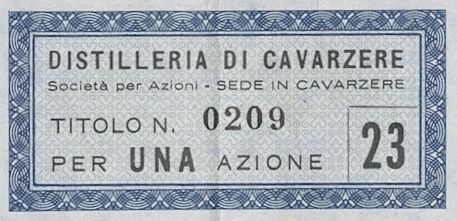 DISTILLERIA DI CAVARZERE
Società per Azioni - SEDE IN CAVARZERE
TITOLO N. 0209
PER UNA AZIONE 23